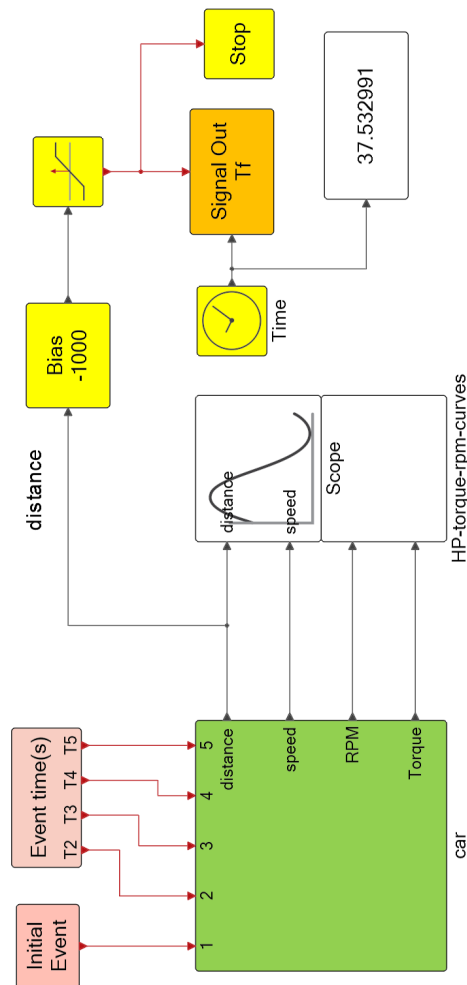 Initial
Event
Event time(s)
T2 T3 T4 T5
1 2 3 4 5
distance
speed
RPM
Torque
car
distance
Bias
-1000
distance
speed
Scope
HP-torque-rpm-curves
Time
Signal Out
Tf
Stop
37.532991